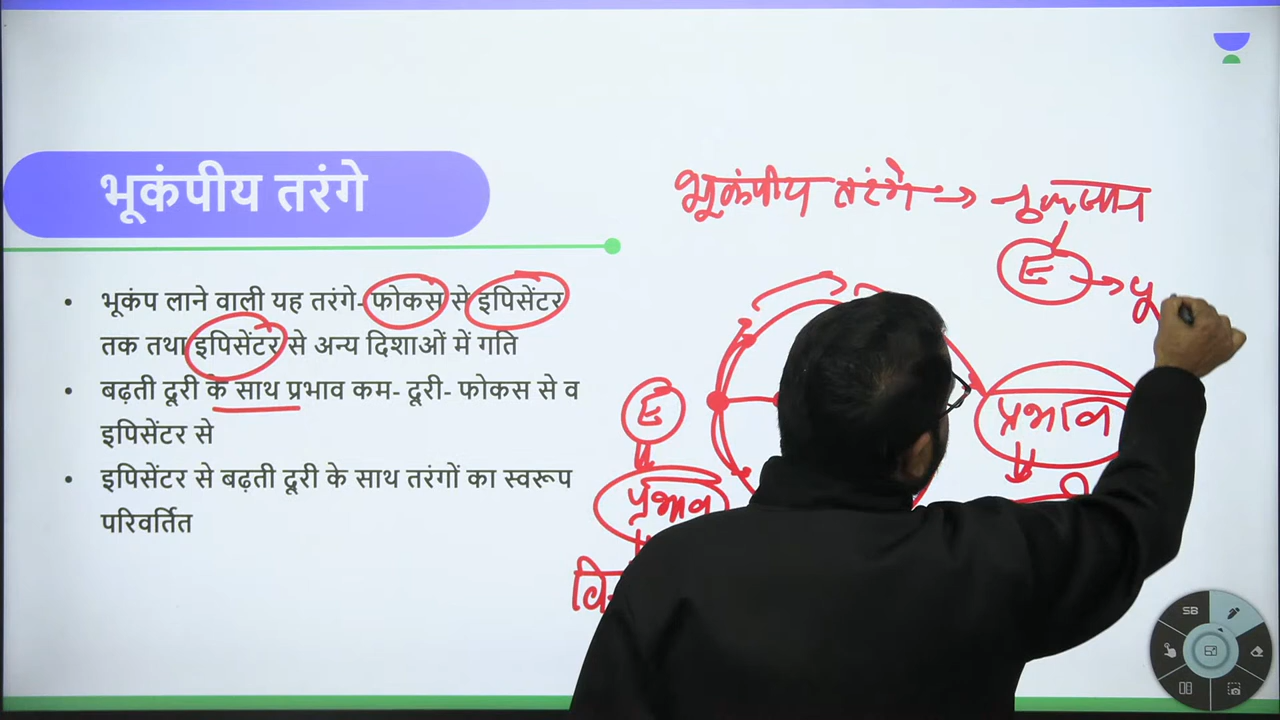 भूकंपीय तरंगे
भूकंप लाने वाली यह तरंगे- फोकस से इपिसेंटर
तक तथा इपिसेंटर से अन्य दिशाओं में गति
बढ़ती दूरी के साथ प्रभाव कम- दूरी- फोकस से व
इपिसेंटर से
इपिसेंटर से बढ़ती दूरी के साथ तरंगों का स्वरूप
परिवर्तित
भूकंपीय तरंगे →
E →
प्रभाव
E
प्रभाव
SB